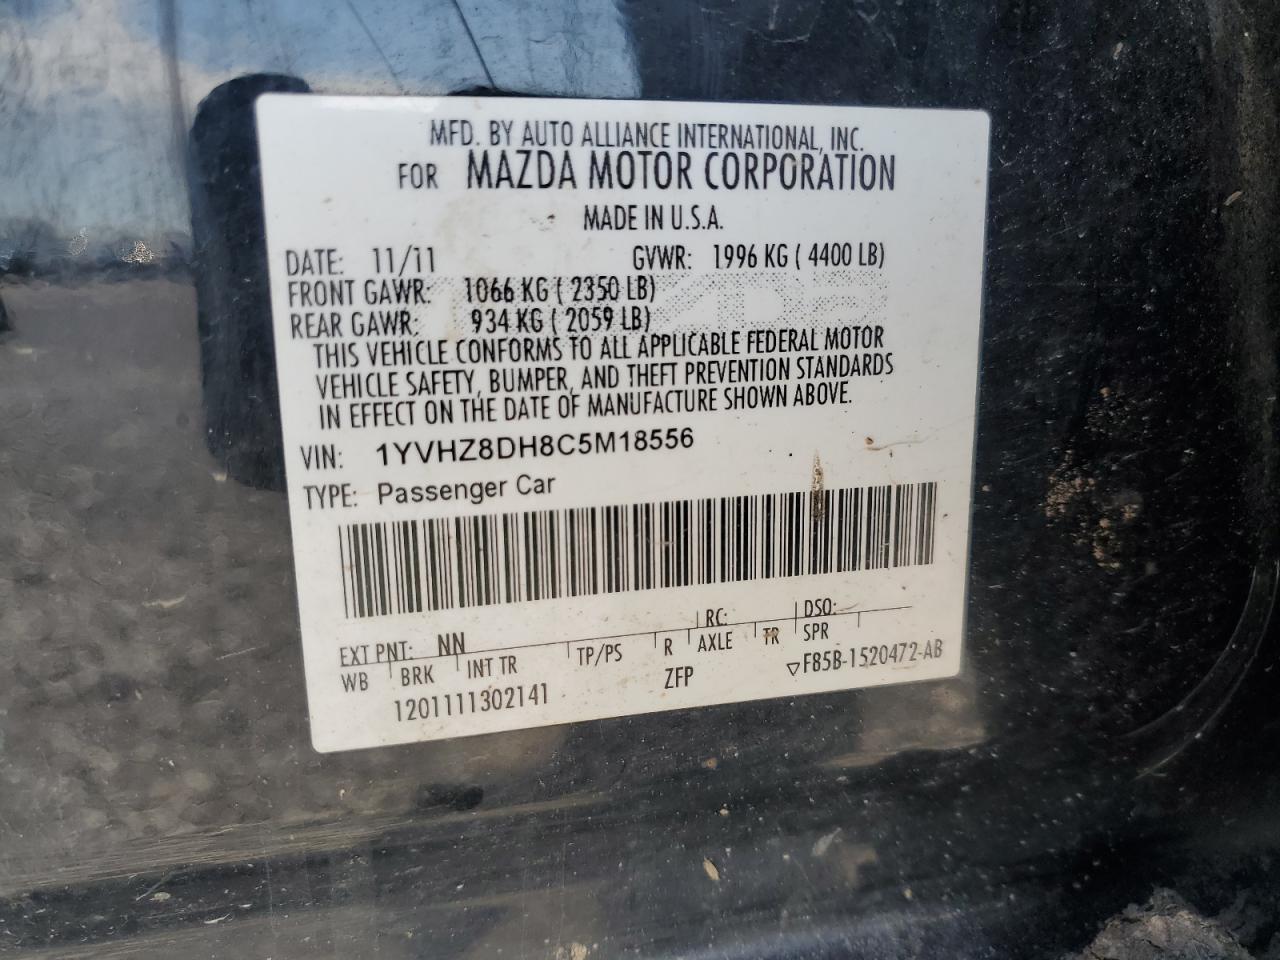 MFD. BY AUTO ALLIANCE INTERNATIONAL, INC.
FOR MAZDA MOTOR CORPORATION
MADE IN U.S.A.
DATE: 11/11 GVWR: 1996 KG ( 4400 LB)
FRONT GAWR: 1066 KG ( 2350 LB)
REAR GAWR: 934 KG ( 2059 LB)
THIS VEHICLE CONFORMS TO ALL APPLICABLE FEDERAL MOTOR
VEHICLE SAFETY, BUMPER, AND THEFT PREVENTION STANDARDS
IN EFFECT ON THE DATE OF MANUFACTURE SHOWN ABOVE.
VIN: 1YVHZ8DH8C5M18556
TYPE: Passenger Car
EXT PNT: NN RC: DSO:
WB BRK INT TR TP/PS R AXLE TR SPR
1201111302141 ZFP ▽F85B-1520472-AB